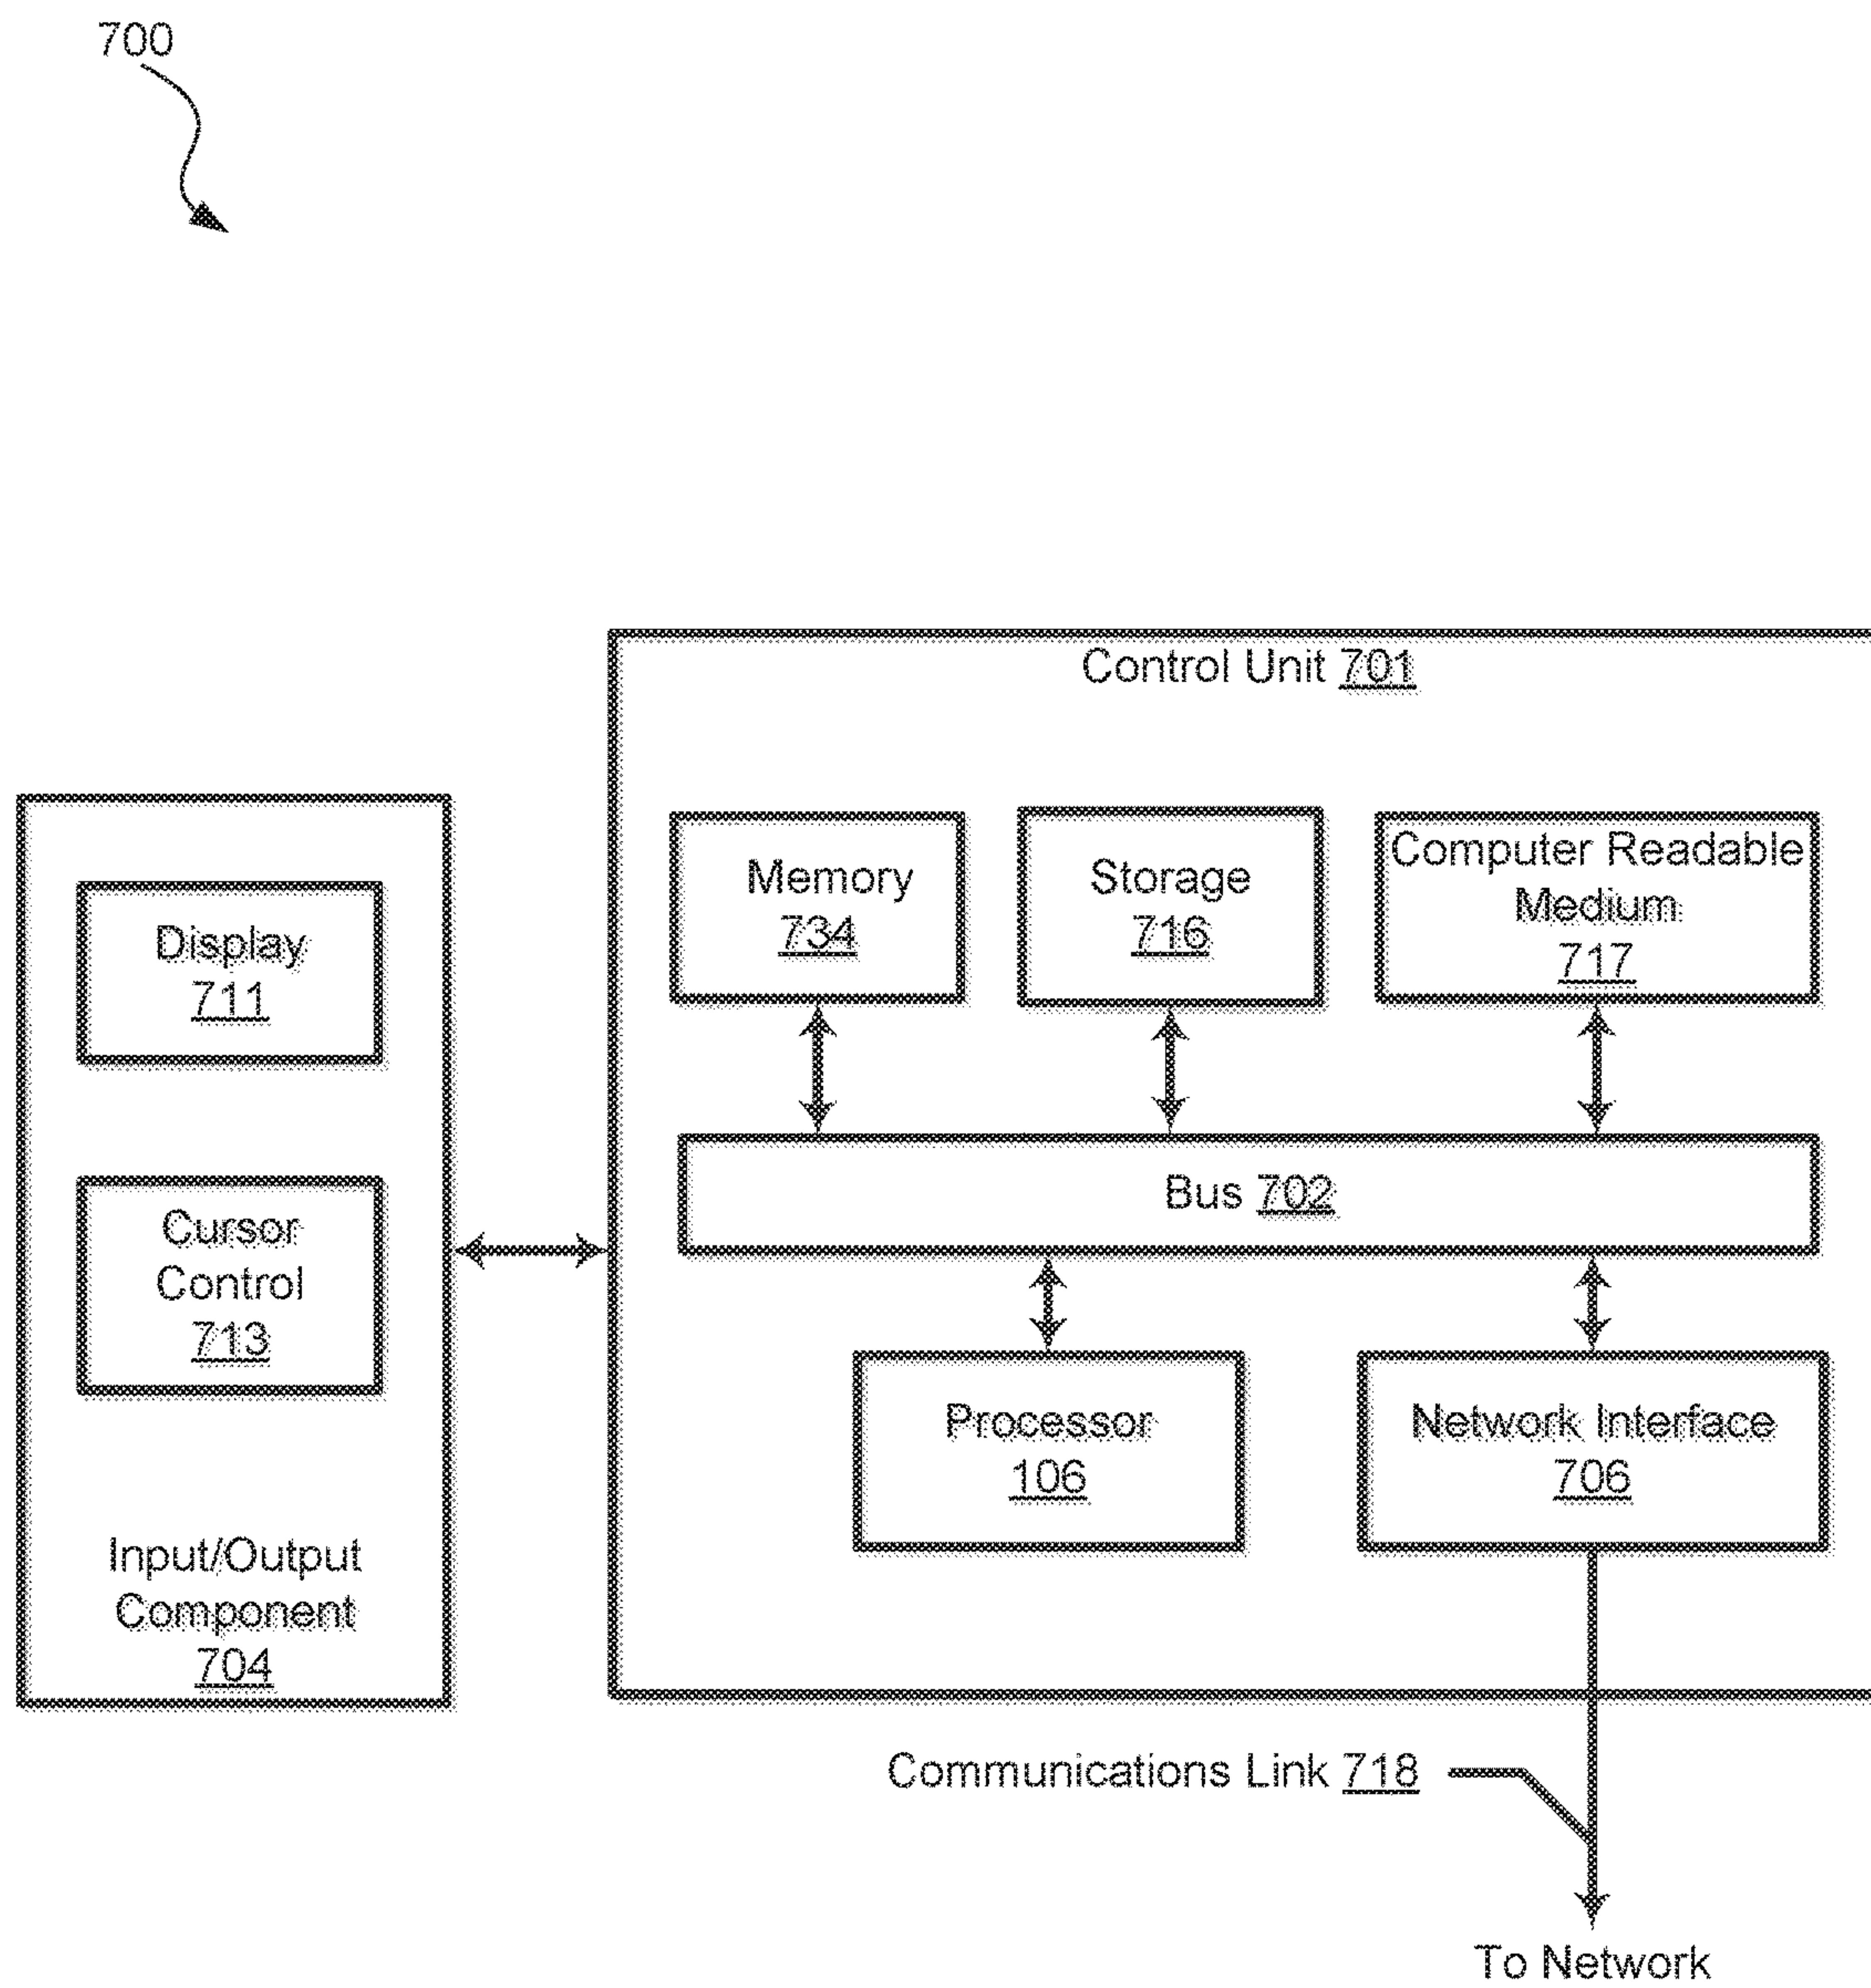 700
Control Unit 701
Memory
734
Storage
716
Computer Readable
Medium
717
Display
711
Bus 702
Cursor
Control
713
Processor
106
Network Interface
706
Input/Output
Component
704
Communications Link 718
To Network